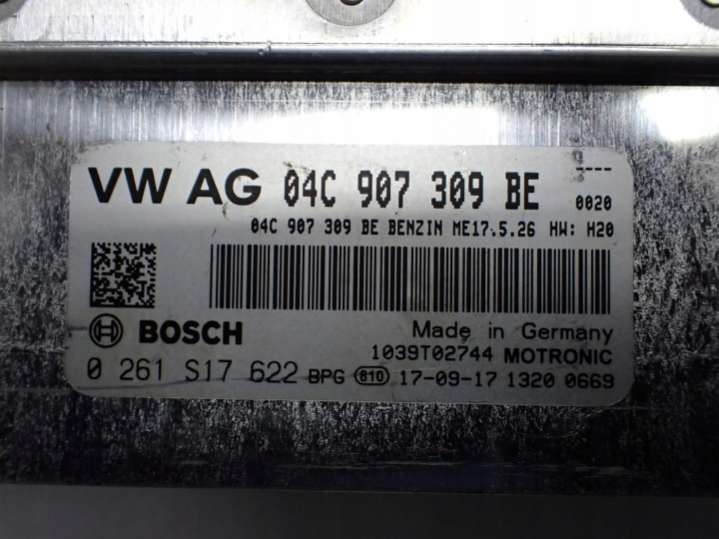 VW AG 04C 907 309 BE 0020
04C 907 309 BE BENZIN ME17.5.26 HW: H20
BOSCH
Made in Germany
1039T02744 MOTRONIC
0 261 S17 622 BPG 810 17-09-17 1320 0669